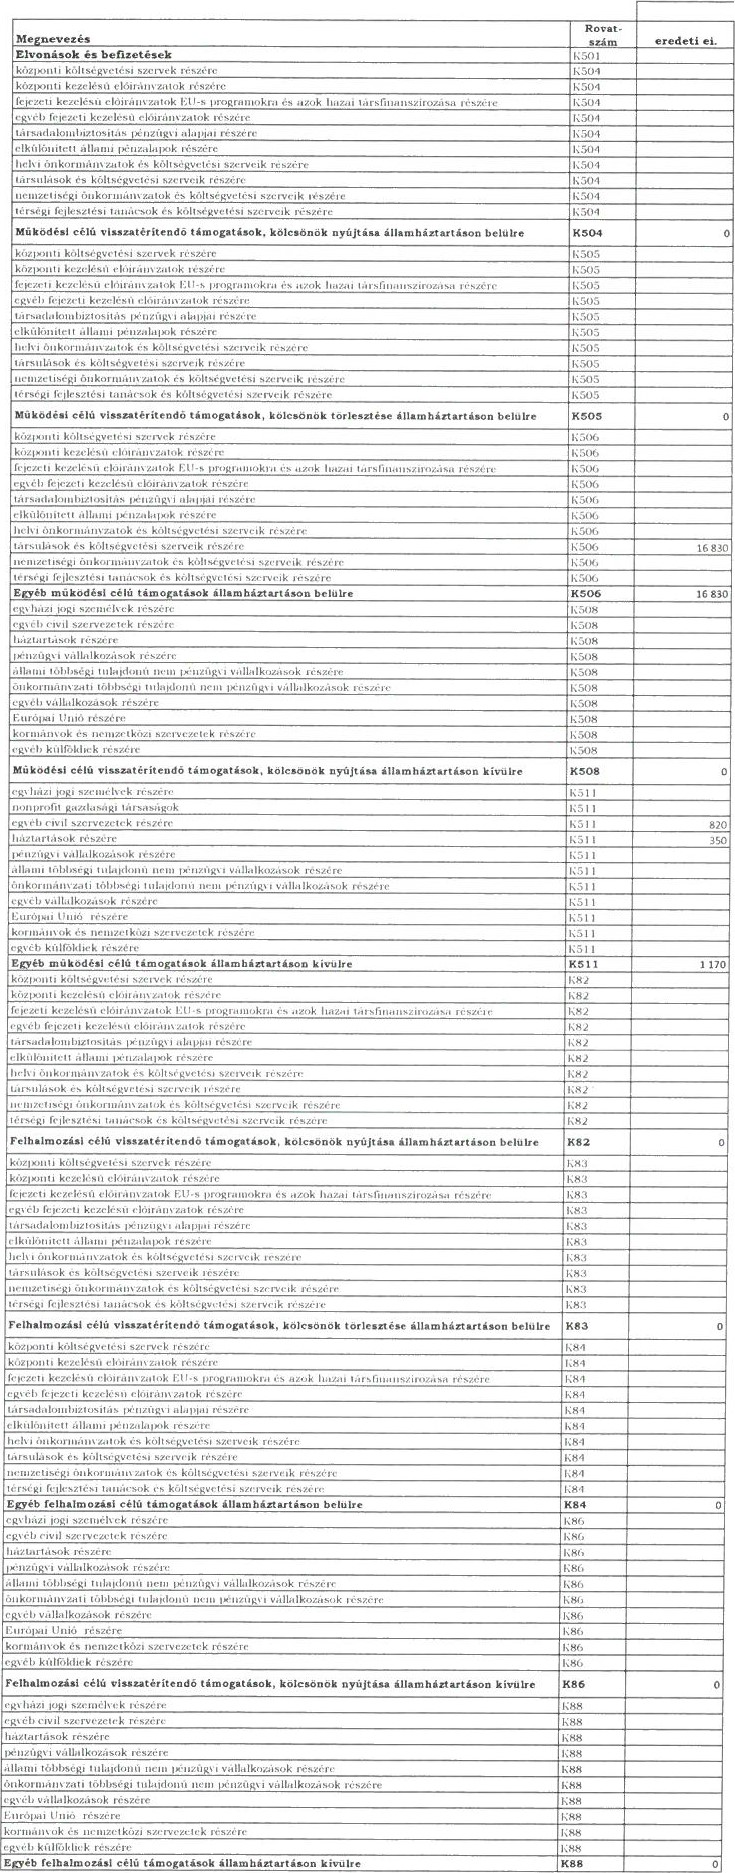 Megnevezés Rovat-szám eredeti ei.
Elvonások és befizetések K501
központi költségvetési szervek részére K504
központi kezelésű előirányzatok részére K504
fejezeti kezelésű előirányzatok EU-s programokra és azok hazai társfinanszírozása részére K504
egyéb fejezeti kezelésű előirányzatok részére K504
társadalombiztosítás pénzügyi alapjai részére K504
elkülönített állami pénzalapok részére K504
helyi önkormányzatok és költségvetési szerveik részére K504
társulások és költségvetési szerveik részére K504
nemzetiségi önkormányzatok és költségvetési szerveik részére K504
térségi fejlesztési tanácsok és költségvetési szerveik részére K504
Működési célú visszatérítendő támogatások, kölcsönök nyújtása államháztartáson belülre K504 0
központi költségvetési szervek részére K505
központi kezelésű előirányzatok részére K505
fejezeti kezelésű előirányzatok EU-s programokra és azok hazai társfinanszírozása részére K505
egyéb fejezeti kezelésű előirányzatok részére K505
társadalombiztosítás pénzügyi alapjai részére K505
elkülönített állami pénzalapok részére K505
helyi önkormányzatok és költségvetési szerveik részére K505
társulások és költségvetési szerveik részére K505
nemzetiségi önkormányzatok és költségvetési szerveik részére K505
térségi fejlesztési tanácsok és költségvetési szerveik részére K505
Működési célú visszatérítendő támogatások, kölcsönök törlesztése államháztartáson belülre K505 0
központi költségvetési szervek részére K506
központi kezelésű előirányzatok részére K506
fejezeti kezelésű előirányzatok EU-s programokra és azok hazai társfinanszírozása részére K506
egyéb fejezeti kezelésű előirányzatok részére K506
társadalombiztosítás pénzügyi alapjai részére K506
elkülönített állami pénzalapok részére K506
helyi önkormányzatok és költségvetési szerveik részére K506
társulások és költségvetési szerveik részére K506 16 830
nemzetiségi önkormányzatok és költségvetési szerveik részére K506
térségi fejlesztési tanácsok és költségvetési szerveik részére K506
Egyéb működési célú támogatások államháztartáson belülre K506 16 830
egyházi jogi személyek részére K508
egyéb civil szervezetek részére K508
háztartások részére K508
pénzügyi vállalkozások részére K508
állami többségi tulajdonú nem pénzügyi vállalkozások részére K508
önkormányzati többségi tulajdonú nem pénzügyi vállalkozások részére K508
egyéb vállalkozások részére K508
Európai Unió részére K508
kormányok és nemzetközi szervezetek részére K508
egyéb külföldiek részére K508
Működési célú visszatérítendő támogatások, kölcsönök nyújtása államháztartáson kívülre K508 0
egyházi jogi személyek részére K511
nonprofit gazdasági társaságok K511
egyéb civil szervezetek részére K511 820
háztartások részére K511 350
pénzügyi vállalkozások részére K511
állami többségi tulajdonú nem pénzügyi vállalkozások részére K511
önkormányzati többségi tulajdonú nem pénzügyi vállalkozások részére K511
egyéb vállalkozások részére K511
Európai Unió részére K511
kormányok és nemzetközi szervezetek részére K511
egyéb külföldiek részére K511
Egyéb működési célú támogatások államháztartáson kívülre K511 1 170
központi költségvetési szervek részére K82
központi kezelésű előirányzatok részére K82
fejezeti kezelésű előirányzatok EU-s programokra és azok hazai társfinanszírozása részére K82
egyéb fejezeti kezelésű előirányzatok részére K82
társadalombiztosítás pénzügyi alapjai részére K82
elkülönített állami pénzalapok részére K82
helyi önkormányzatok és költségvetési szerveik részére K82
társulások és költségvetési szerveik részére K82
nemzetiségi önkormányzatok és költségvetési szerveik részére K82
térségi fejlesztési tanácsok és költségvetési szerveik részére K82
Felhalmozási célú visszatérítendő támogatások, kölcsönök nyújtása államháztartáson belülre K82 0
központi költségvetési szervek részére K83
központi kezelésű előirányzatok részére K83
fejezeti kezelésű előirányzatok EU-s programokra és azok hazai társfinanszírozása részére K83
egyéb fejezeti kezelésű előirányzatok részére K83
társadalombiztosítás pénzügyi alapjai részére K83
elkülönített állami pénzalapok részére K83
helyi önkormányzatok és költségvetési szerveik részére K83
társulások és költségvetési szerveik részére K83
nemzetiségi önkormányzatok és költségvetési szerveik részére K83
térségi fejlesztési tanácsok és költségvetési szerveik részére K83
Felhalmozási célú visszatérítendő támogatások, kölcsönök törlesztése államháztartáson belülre K83 0
központi költségvetési szervek részére K84
központi kezelésű előirányzatok részére K84
fejezeti kezelésű előirányzatok EU-s programokra és azok hazai társfinanszírozása részére K84
egyéb fejezeti kezelésű előirányzatok részére K84
társadalombiztosítás pénzügyi alapjai részére K84
elkülönített állami pénzalapok részére K84
helyi önkormányzatok és költségvetési szerveik részére K84
társulások és költségvetési szerveik részére K84
nemzetiségi önkormányzatok és költségvetési szerveik részére K84
térségi fejlesztési tanácsok és költségvetési szerveik részére K84
Egyéb felhalmozási célú támogatások államháztartáson belülre K84 0
egyházi jogi személyek részére K86
egyéb civil szervezetek részére K86
háztartások részére K86
pénzügyi vállalkozások részére K86
állami többségi tulajdonú nem pénzügyi vállalkozások részére K86
önkormányzati többségi tulajdonú nem pénzügyi vállalkozások részére K86
egyéb vállalkozások részére K86
Európai Unió részére K86
kormányok és nemzetközi szervezetek részére K86
egyéb külföldiek részére K86
Felhalmozási célú visszatérítendő támogatások, kölcsönök nyújtása államháztartáson kívülre K86 0
egyházi jogi személyek részére K88
egyéb civil szervezetek részére K88
háztartások részére K88
pénzügyi vállalkozások részére K88
állami többségi tulajdonú nem pénzügyi vállalkozások részére K88
önkormányzati többségi tulajdonú nem pénzügyi vállalkozások részére K88
egyéb vállalkozások részére K88
Európai Unió részére K88
kormányok és nemzetközi szervezetek részére K88
egyéb külföldiek részére K88
Egyéb felhalmozási célú támogatások államháztartáson kívülre K88 0